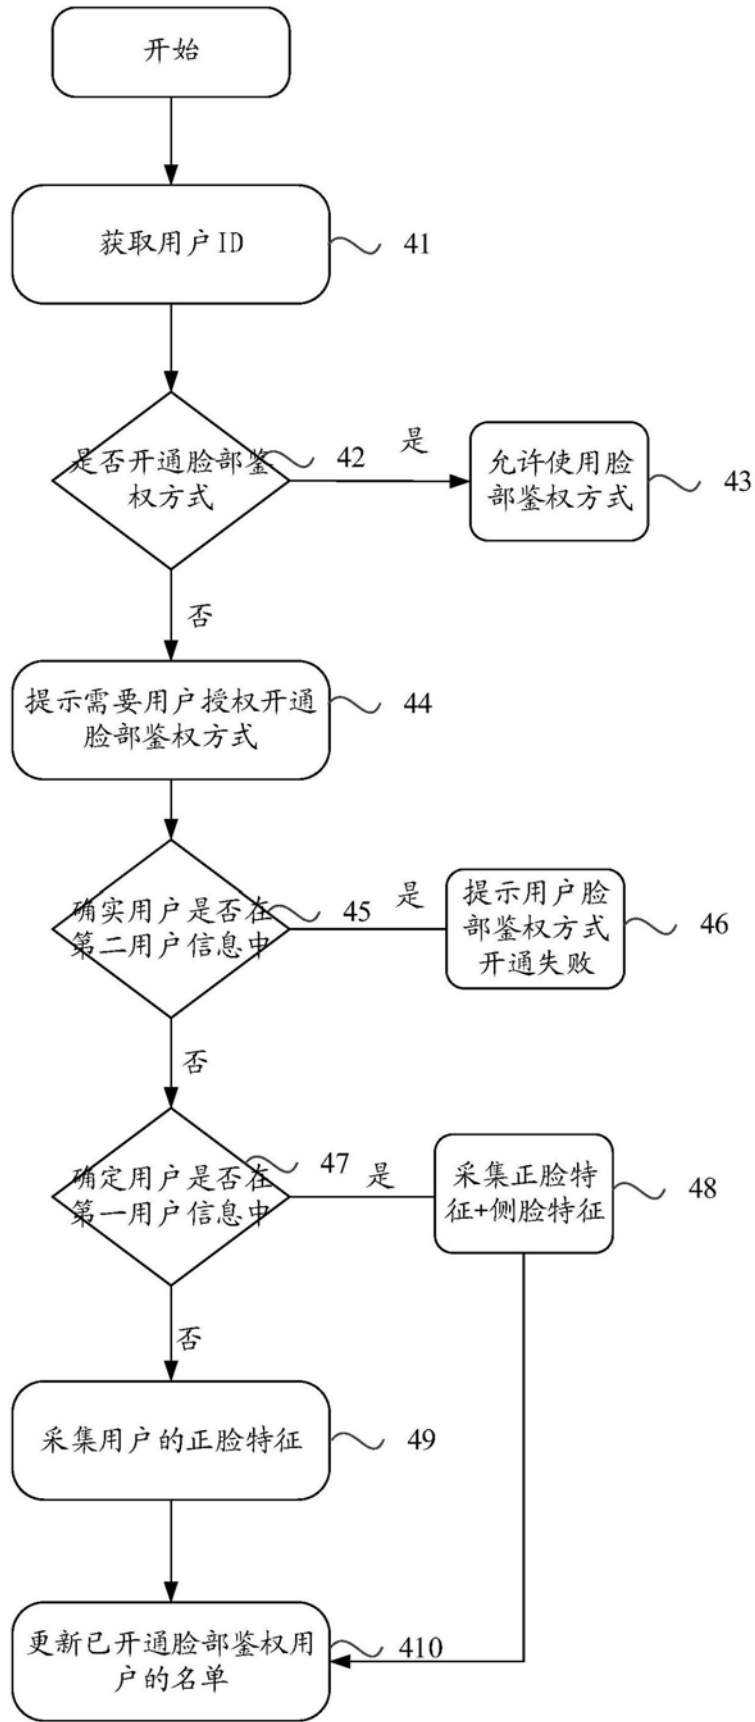 开始
获取用户ID
41
是否开通脸部鉴
权方式
42
是
允许使用脸
部鉴权方式
43
否
提示需要用户授权开通
脸部鉴权方式
44
确实用户是否在
第二用户信息中
45
是
提示用户脸
部鉴权方式
开通失败
46
否
确定用户是否在
第一用户信息中
47
是
采集正脸特
征+侧脸特征
48
否
采集用户的正脸特征
49
更新已开通脸部鉴权用
户的名单
410